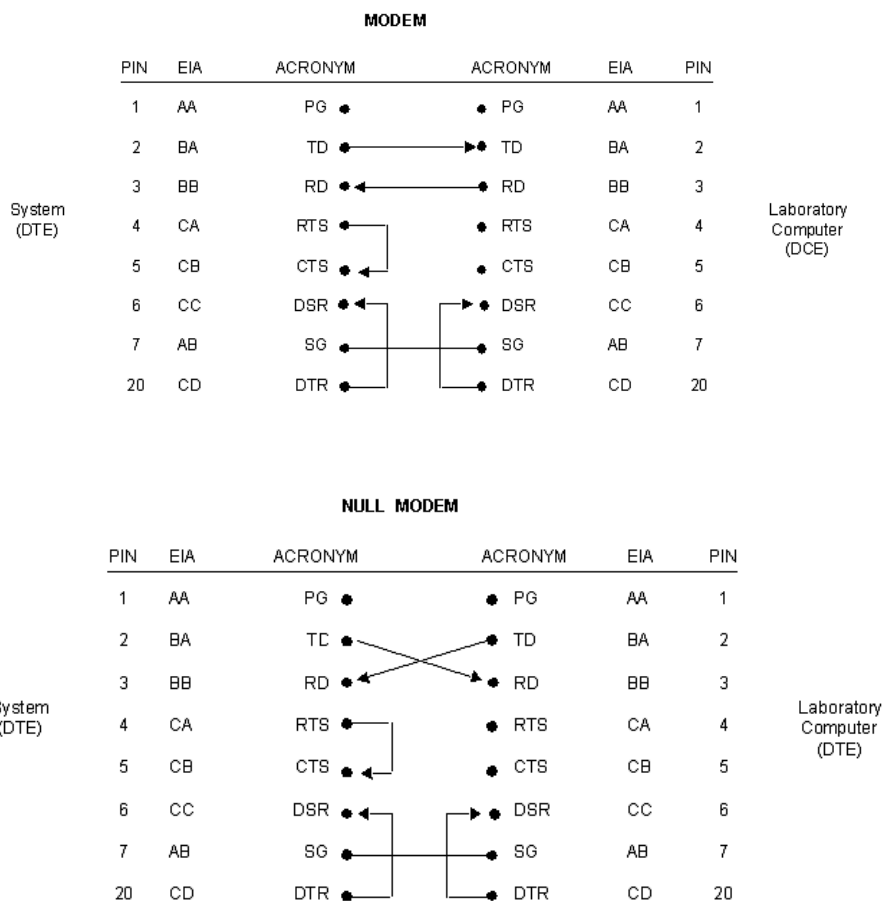 MODEM
PIN EIA ACRONYM ACRONYM EIA PIN
1 AA PG PG AA 1
2 BA TD TD BA 2
3 BB RD RD BB 3
System
(DTE)
4 CA RTS RTS CA 4
Laboratory
Computer
(DCE)
5 CB CTS CTS CB 5
6 CC DSR DSR CC 6
7 AB SG SG AB 7
20 CD DTR DTR CD 20
NULL MODEM
PIN EIA ACRONYM ACRONYM EIA PIN
1 AA PG PG AA 1
2 BA TD TD BA 2
3 BB RD RD BB 3
System
(DTE)
4 CA RTS RTS CA 4
Laboratory
Computer
(DTE)
5 CB CTS CTS CB 5
6 CC DSR DSR CC 6
7 AB SG SG AB 7
20 CD DTR DTR CD 20